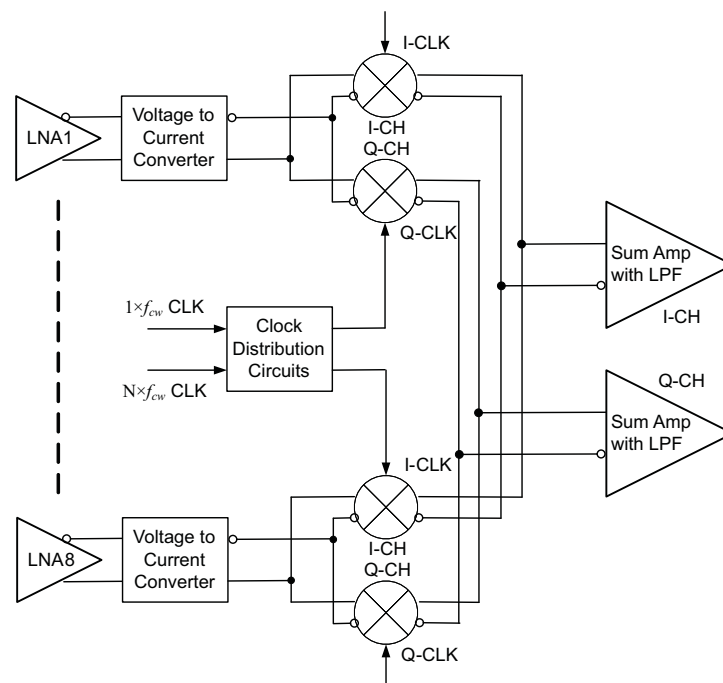 I-CLK
LNA1
Voltage to
Current
Converter
I-CH
Q-CH
Q-CLK
Sum Amp
with LPF
I-CH
1×fcw CLK
Clock
Distribution
Circuits
N×fcw CLK
Q-CH
Sum Amp
with LPF
I-CLK
LNA8
Voltage to
Current
Converter
I-CH
Q-CH
Q-CLK